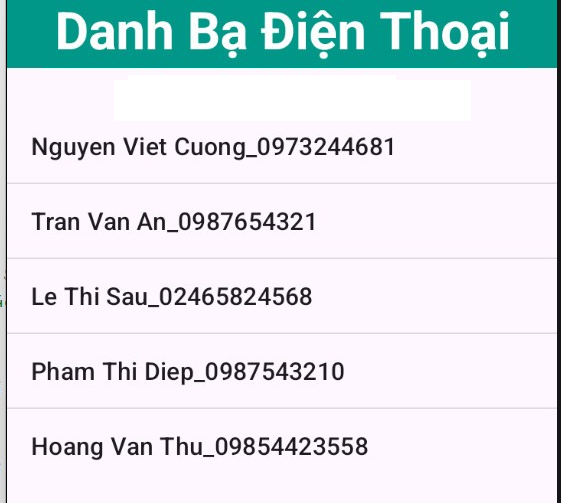 Danh Bạ Điện Thoại
Nguyen Viet Cuong_0973244681
Tran Van An_0987654321
Le Thi Sau_02465824568
Pham Thi Diep_0987543210
Hoang Van Thu_09854423558